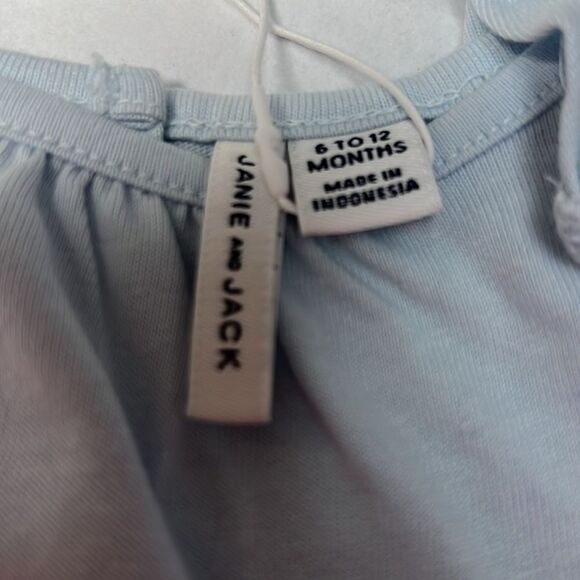 JANIE AND JACK
6 TO 12
MONTHS
MADE IN
INDONESIA